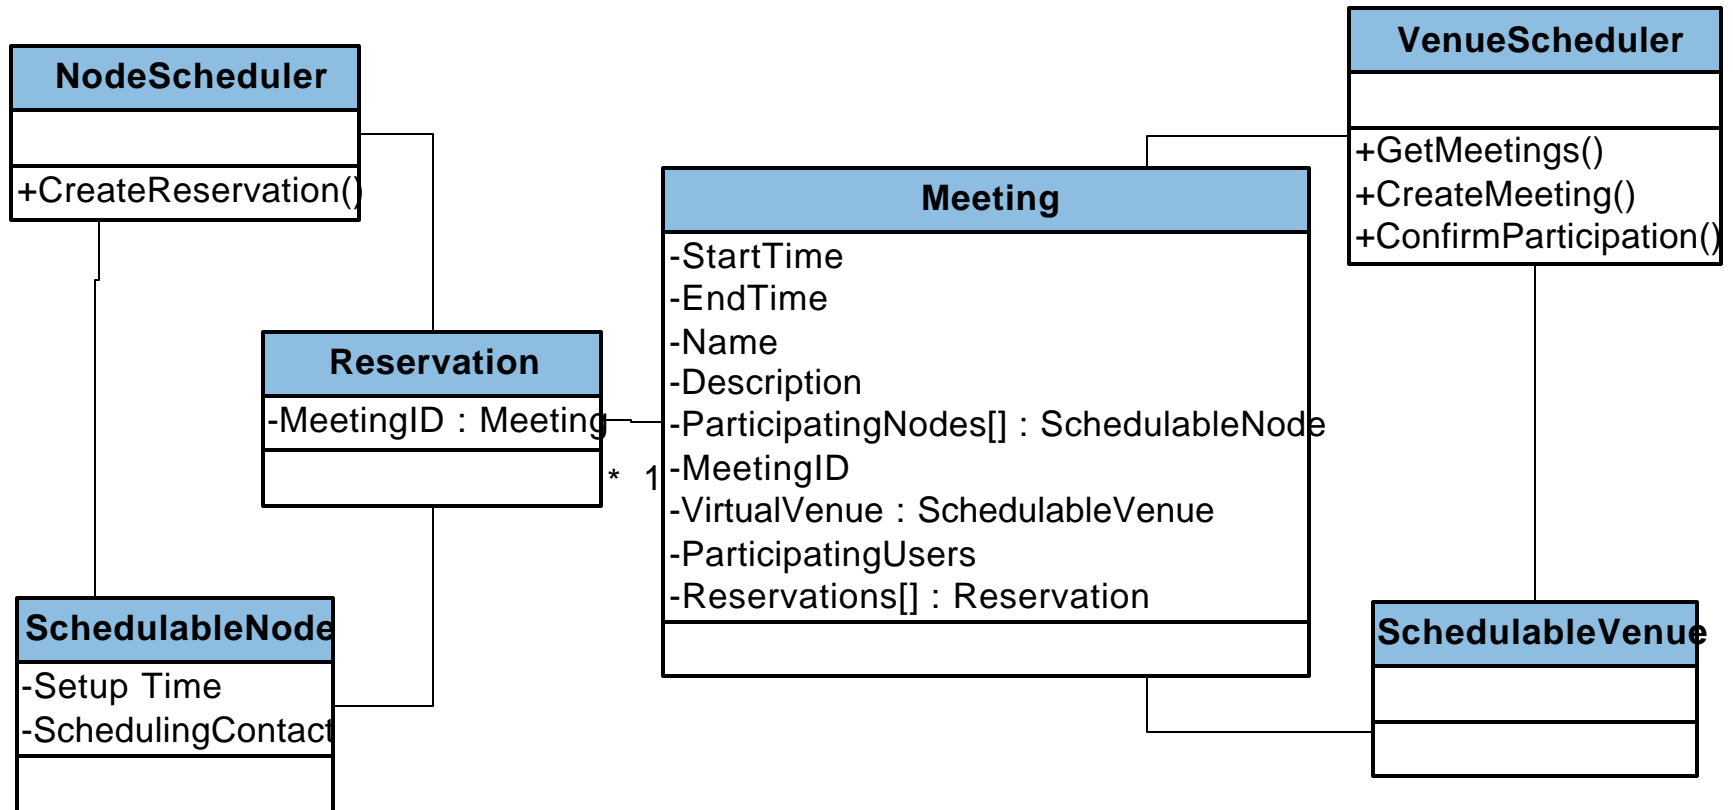 NodeScheduler
+CreateReservation()
VenueScheduler
+GetMeetings()
+CreateMeeting()
+ConfirmParticipation()
Meeting
-StartTime
-EndTime
-Name
-Description
-ParticipatingNodes[] : SchedulableNode
-MeetingID
-VirtualVenue : SchedulableVenue
-ParticipatingUsers
-Reservations[] : Reservation
Reservation
-MeetingID : Meeting
* 1
SchedulableNode
-Setup Time
-SchedulingContact
SchedulableVenue